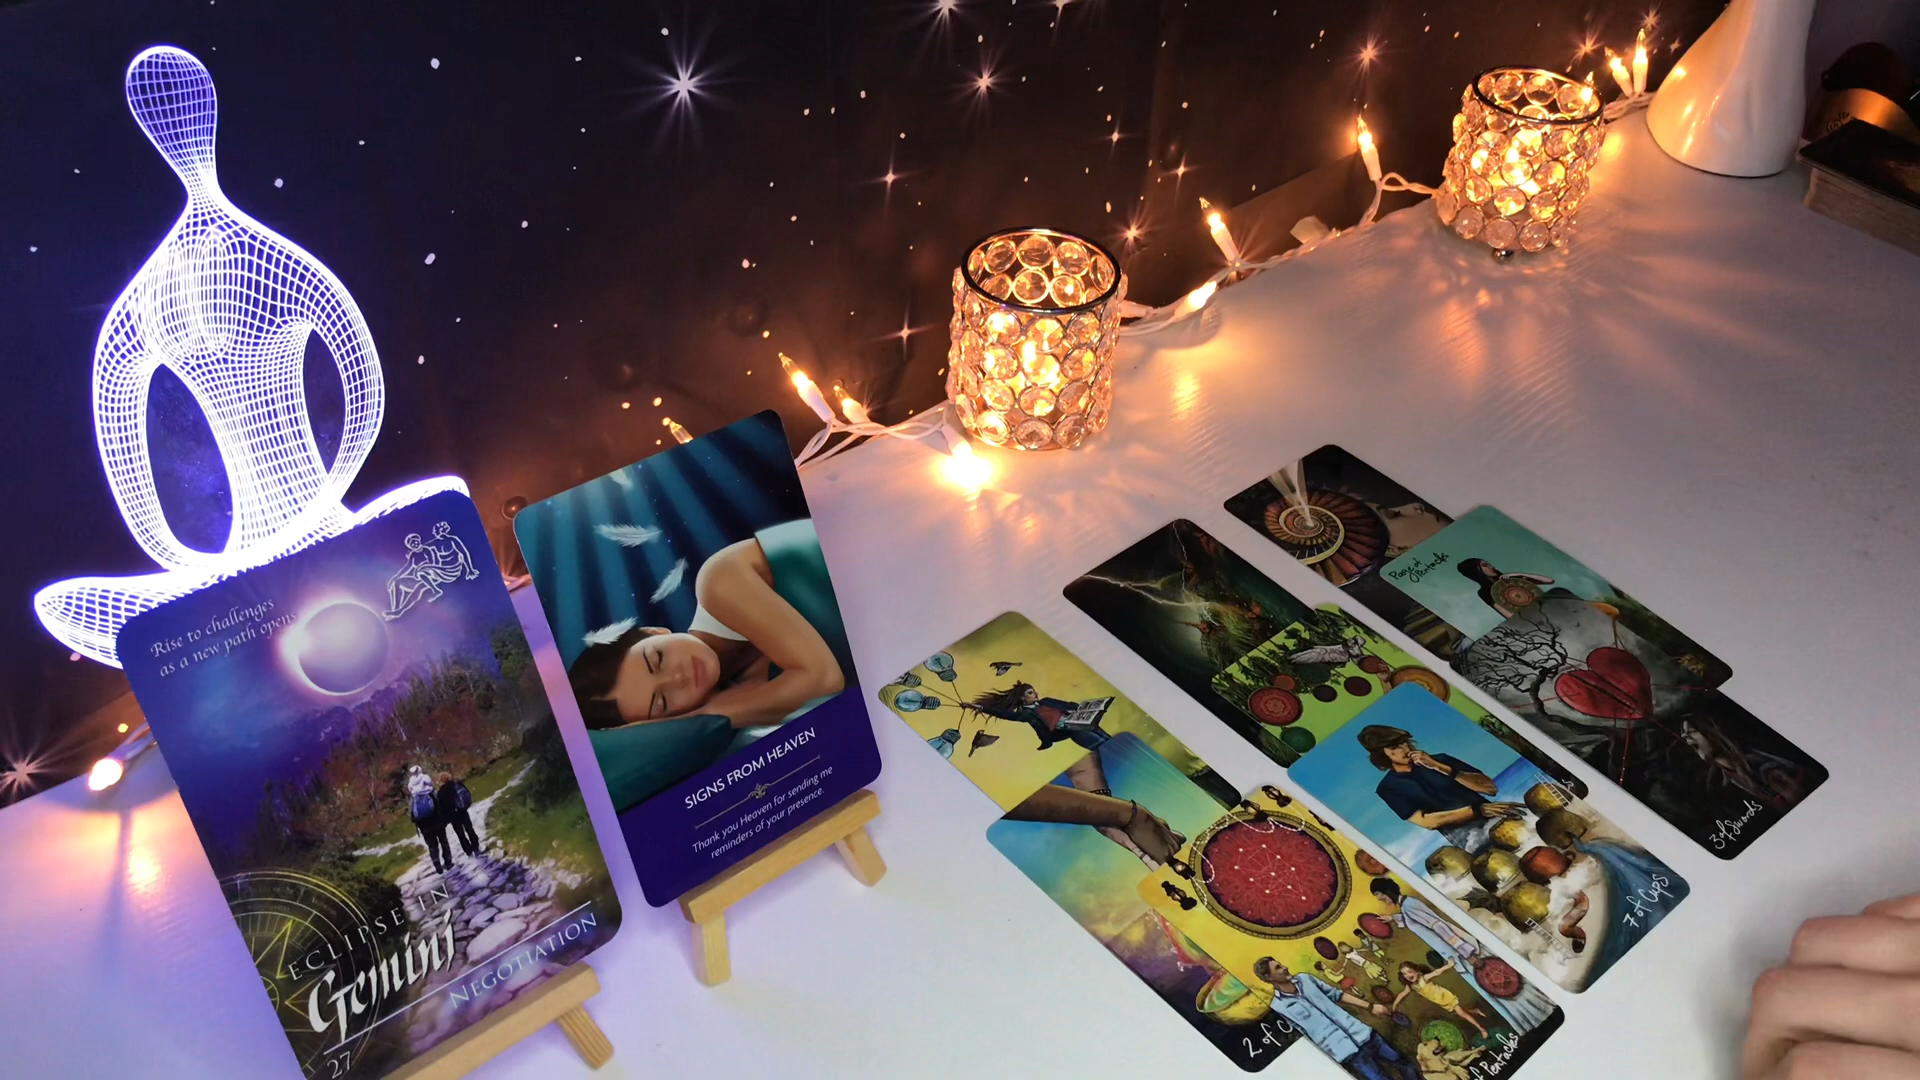 Rise to challenges
as a new path opens
ECLIPSE IN
Gemini
NEGOTIATION
27
SIGNS FROM HEAVEN
Thank you Heaven for sending me
reminders of your presence.
Page of
Pentacles
3 of Swords
7 of Cups
2 of C
of Pentacles